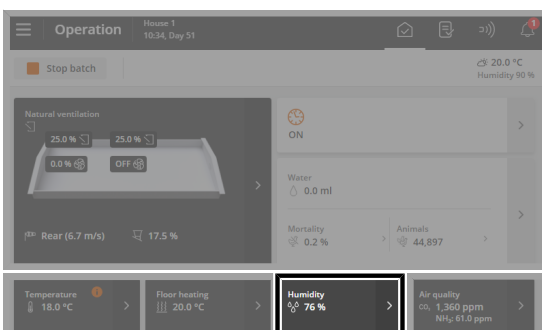 Operation
House 1
10:34, Day 51
1
Stop batch
20.0 °C
Humidity 90 %
Natural ventilation
25.0 % 25.0 %
0.0 % OFF
Rear (6.7 m/s) 17.5 %
ON
Water
0.0 ml
Mortality Animals
0.2 % 44,897
Temperature Floor heating Humidity Air quality
18.0 °C 20.0 °C 76 % CO₂ 1,360 ppm
NH₃: 61.0 ppm